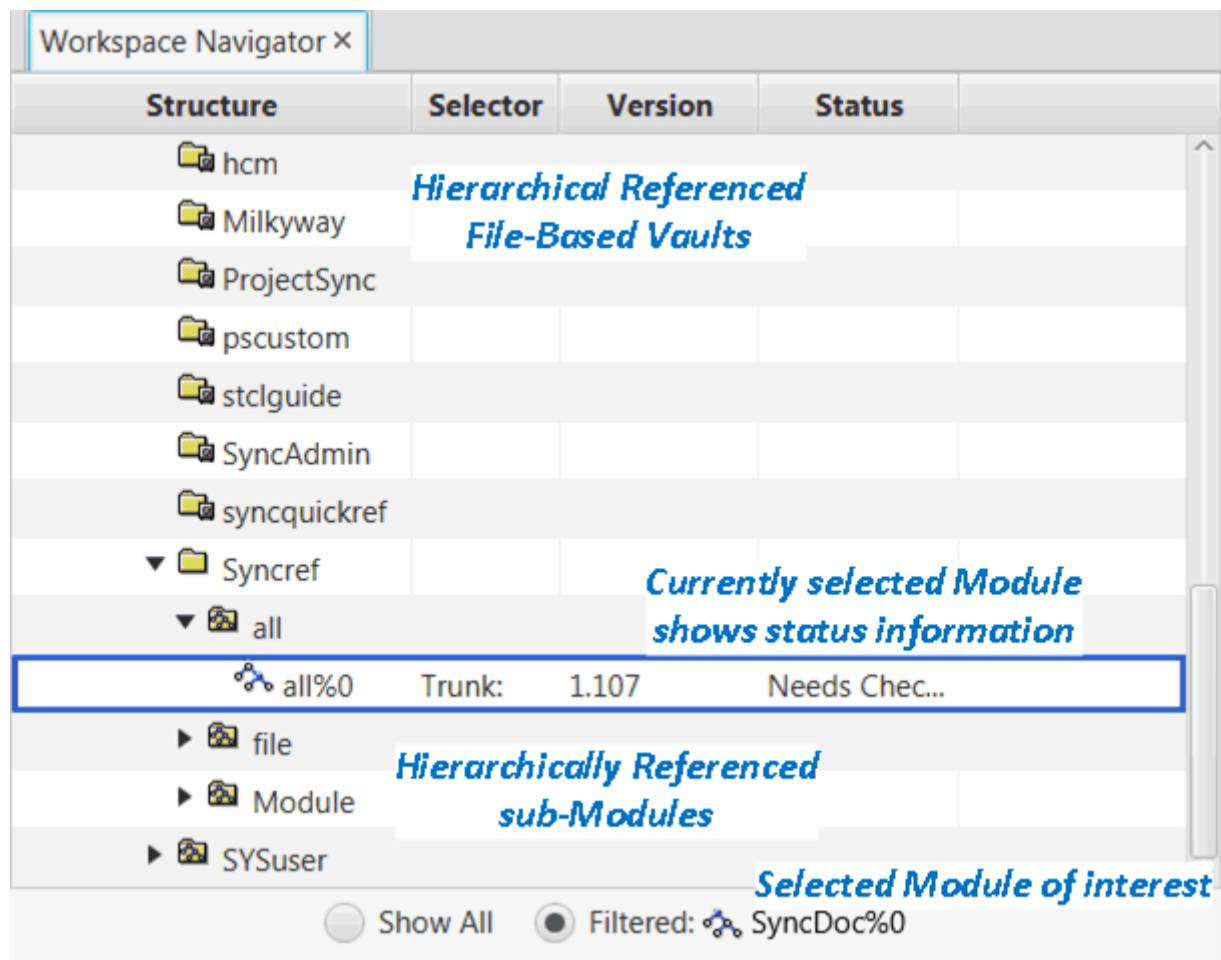 Workspace Navigator ×
Structure Selector Version Status
hcm
Hierarchical Referenced
Milkyway
File-Based Vaults
ProjectSync
pscustom
stclguide
SyncAdmin
syncquickref
Syncref
Currently selected Module
all
shows status information
all%0 Trunk: 1.107 Needs Chec...
file
Hierarchically Referenced
Module
sub-Modules
SYSuser
Selected Module of interest
Show All Filtered: SyncDoc%0